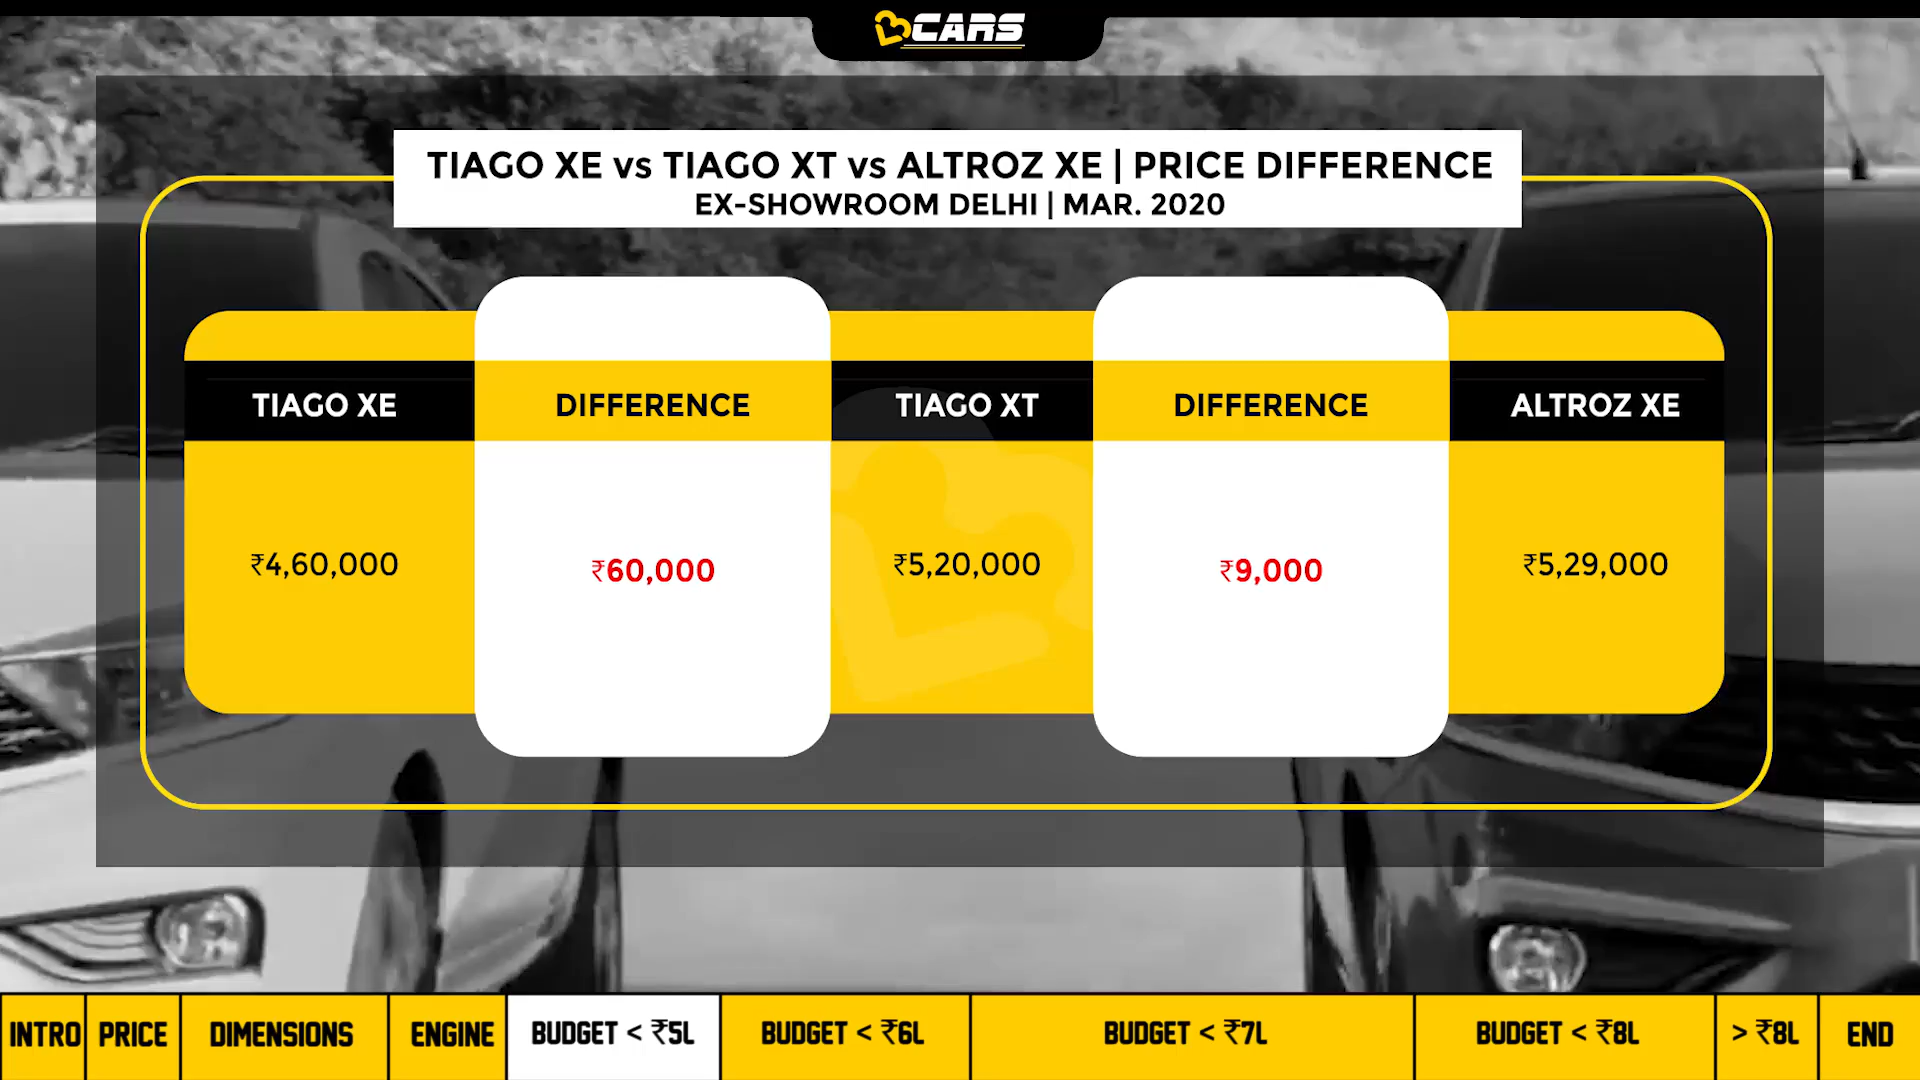 CARS
TIAGO XE vs TIAGO XT vs ALTROZ XE | PRICE DIFFERENCE
EX-SHOWROOM DELHI | MAR. 2020
TIAGO XE DIFFERENCE TIAGO XT DIFFERENCE ALTROZ XE
₹4,60,000 ₹60,000 ₹5,20,000 ₹9,000 ₹5,29,000
INTRO PRICE DIMENSIONS ENGINE BUDGET < ₹5L BUDGET < ₹6L BUDGET < ₹7L BUDGET < ₹8L > ₹8L END